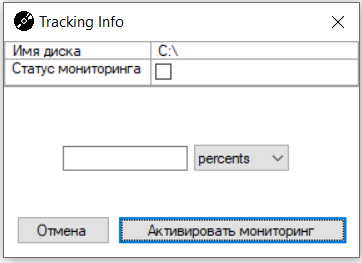 Tracking Info
Имя диска C:\
Статус мониторинга
percents
Отмена Активировать мониторинг